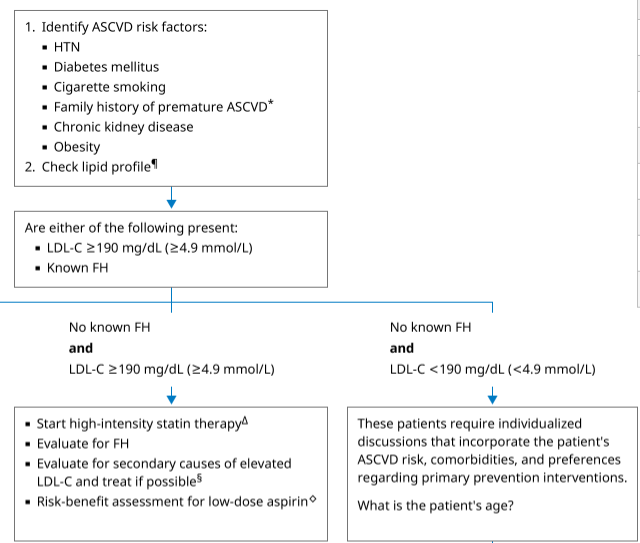 1. Identify ASCVD risk factors:
▪ HTN
▪ Diabetes mellitus
▪ Cigarette smoking
▪ Family history of premature ASCVD*
▪ Chronic kidney disease
▪ Obesity
2. Check lipid profile¶
Are either of the following present:
▪ LDL-C ≥190 mg/dL (≥4.9 mmol/L)
▪ Known FH
No known FH
and
LDL-C ≥190 mg/dL (≥4.9 mmol/L)
No known FH
and
LDL-C <190 mg/dL (<4.9 mmol/L)
▪ Start high-intensity statin therapyΔ
▪ Evaluate for FH
▪ Evaluate for secondary causes of elevated
LDL-C and treat if possible§
▪ Risk-benefit assessment for low-dose aspirin◇
These patients require individualized
discussions that incorporate the patient's
ASCVD risk, comorbidities, and preferences
regarding primary prevention interventions.
What is the patient's age?